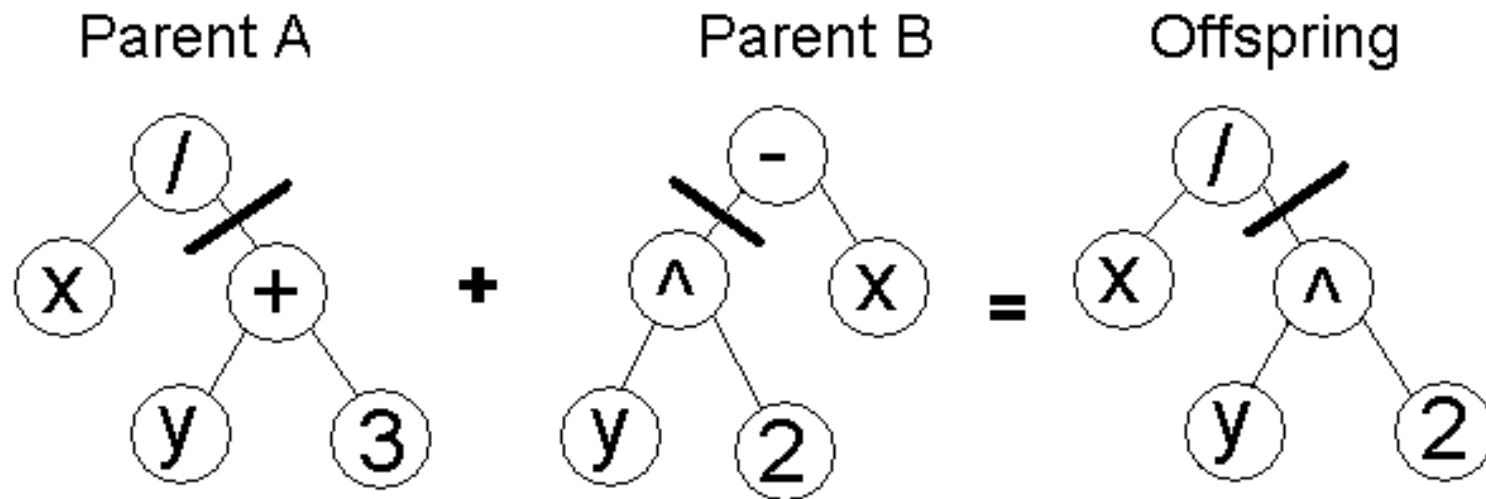 Parent A Parent B Offspring
/ - /
x + + ^ x = x ^
y 3 y 2 y 2